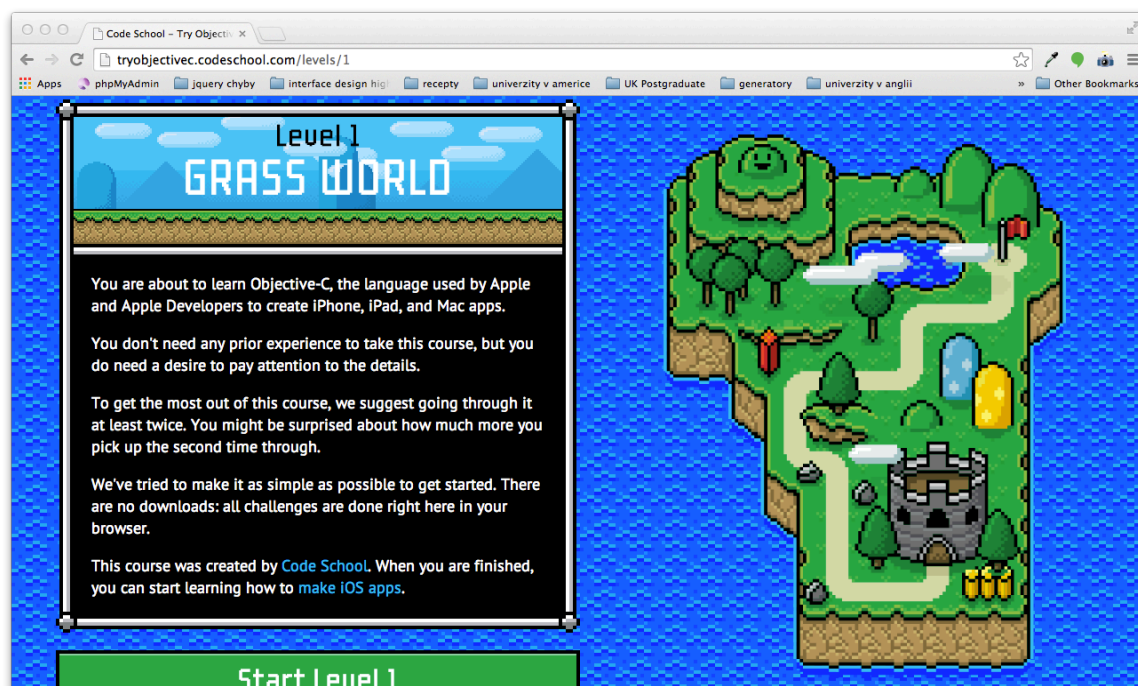 Code School - Try Objectiv
tryobjectivec.codeschool.com/levels/1
Apps phpMyAdmin jquery chyby interface design hig recepty univerzity v americe UK Postgraduate generatory univerzity v anglii » Other Bookmarks
Level 1
GRASS WORLD
You are about to learn Objective-C, the language used by Apple
and Apple Developers to create iPhone, iPad, and Mac apps.
You don't need any prior experience to take this course, but you
do need a desire to pay attention to the details.
To get the most out of this course, we suggest going through it
at least twice. You might be surprised about how much more you
pick up the second time through.
We've tried to make it as simple as possible to get started. There
are no downloads: all challenges are done right here in your
browser.
This course was created by Code School. When you are finished,
you can start learning how to make iOS apps.
Start Level 1